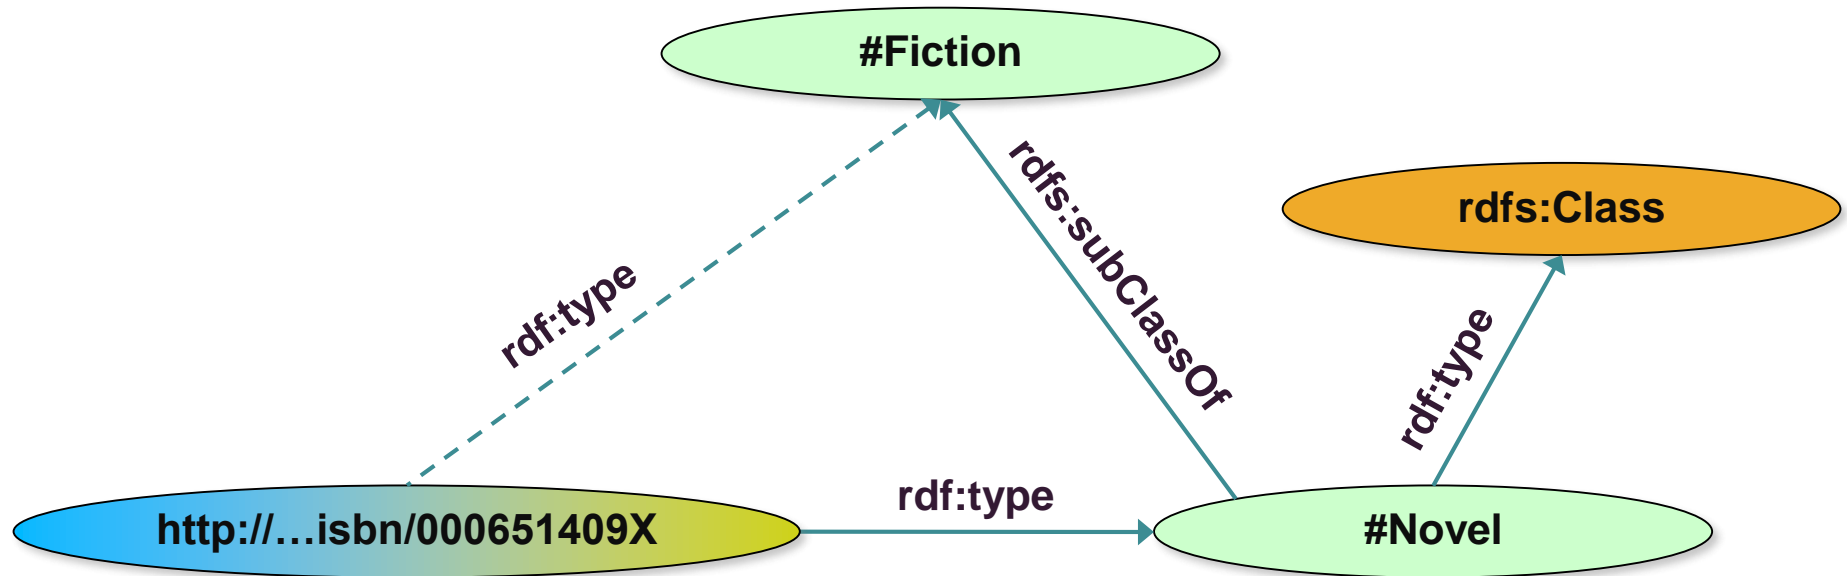 #Fiction
rdfs:subClassOf
rdfs:Class
rdf:type
rdf:type
rdf:type
http://…isbn/000651409X
#Novel